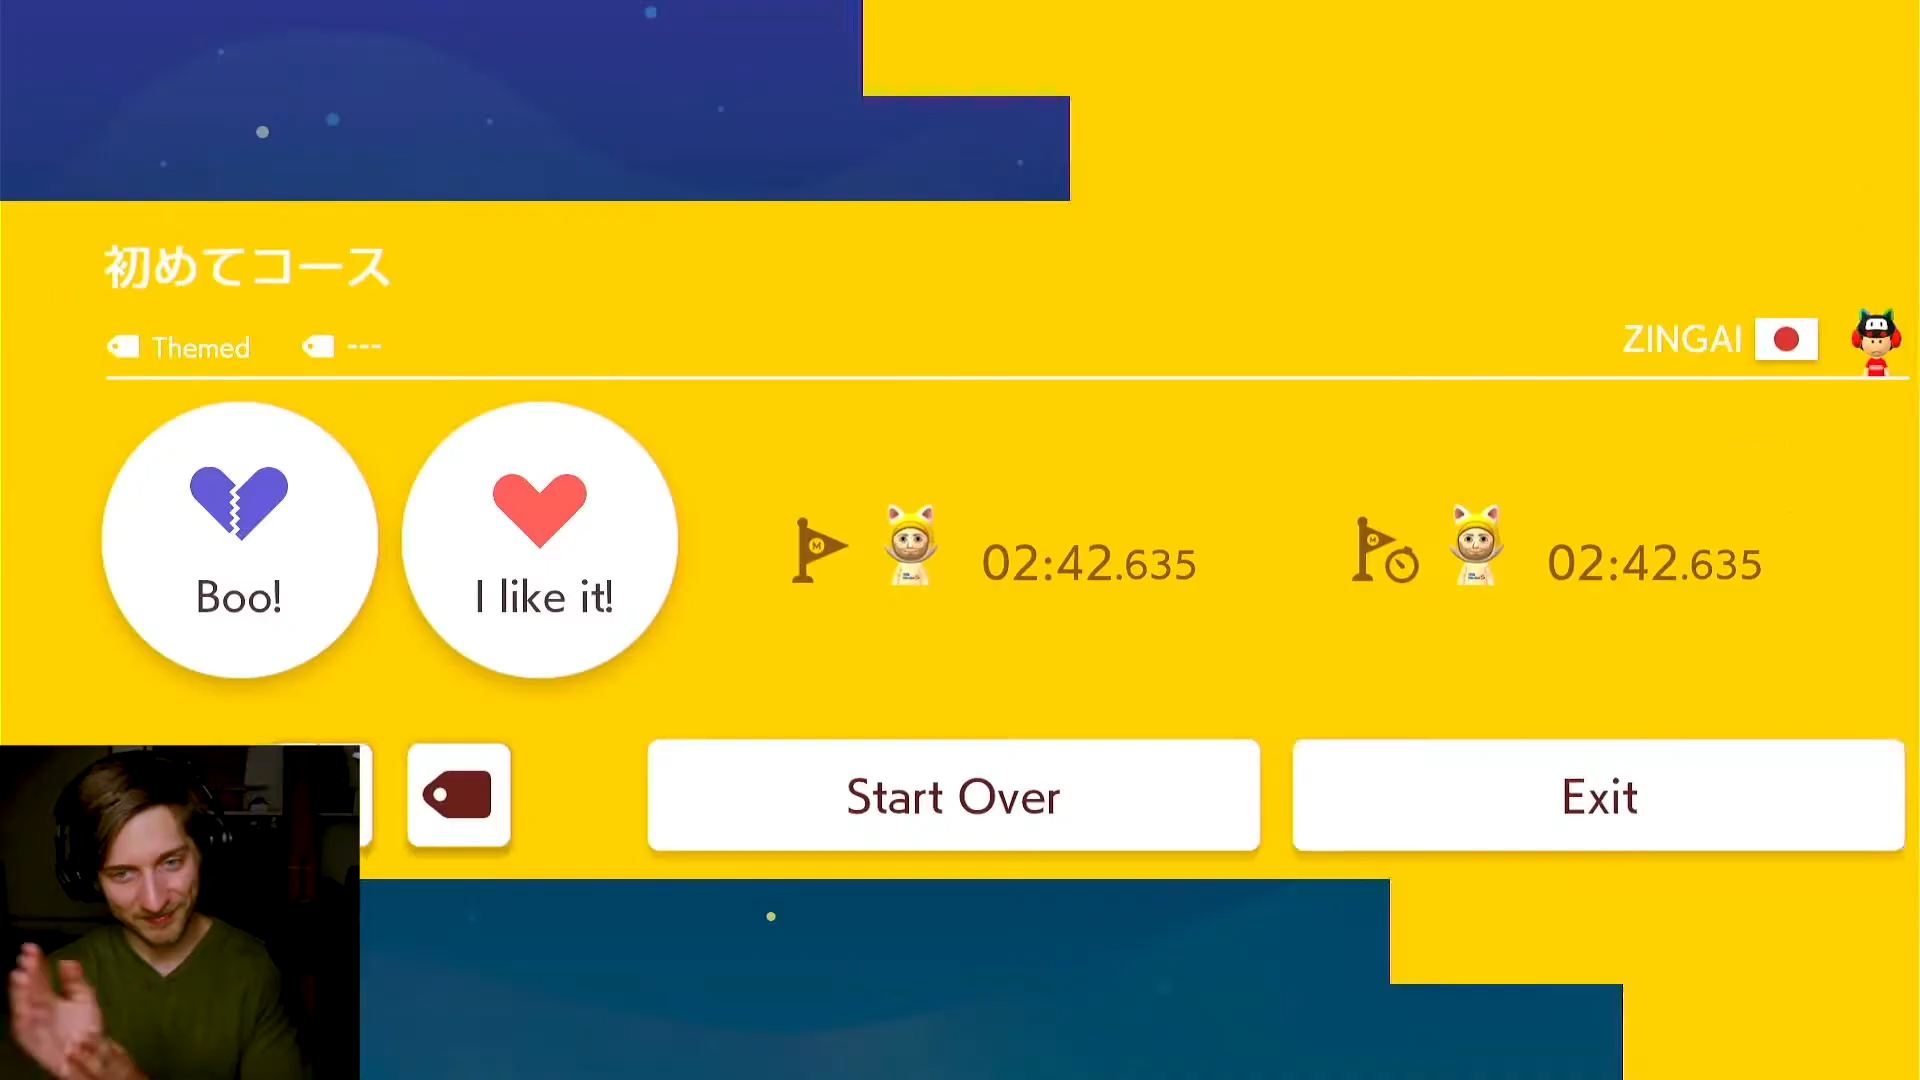 初めてコース
Themed ---
ZINGAI
Boo!
I like it!
M
02:42.635
M
02:42.635
Start Over
Exit